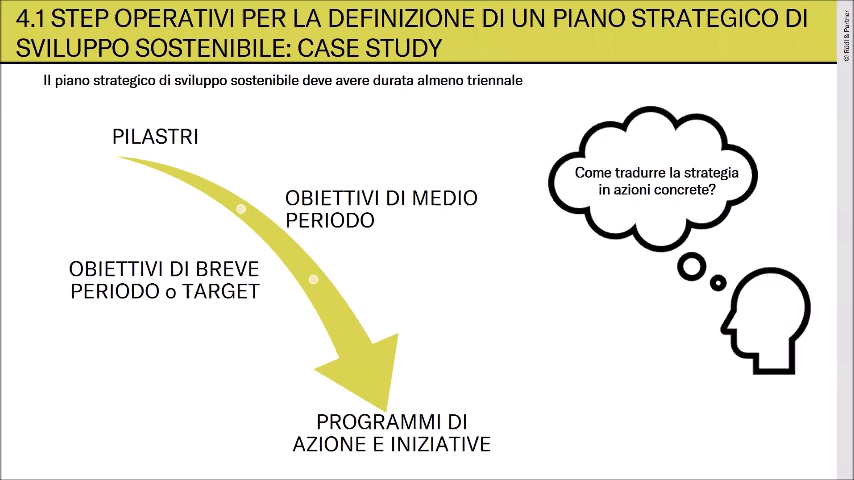 4.1 STEP OPERATIVI PER LA DEFINIZIONE DI UN PIANO STRATEGICO DI
SVILUPPO SOSTENIBILE: CASE STUDY
© Rödl & Partner
Il piano strategico di sviluppo sostenibile deve avere durata almeno triennale
PILASTRI
OBIETTIVI DI MEDIO
PERIODO
OBIETTIVI DI BREVE
PERIODO o TARGET
PROGRAMMI DI
AZIONE E INIZIATIVE
Come tradurre la strategia
in azioni concrete?